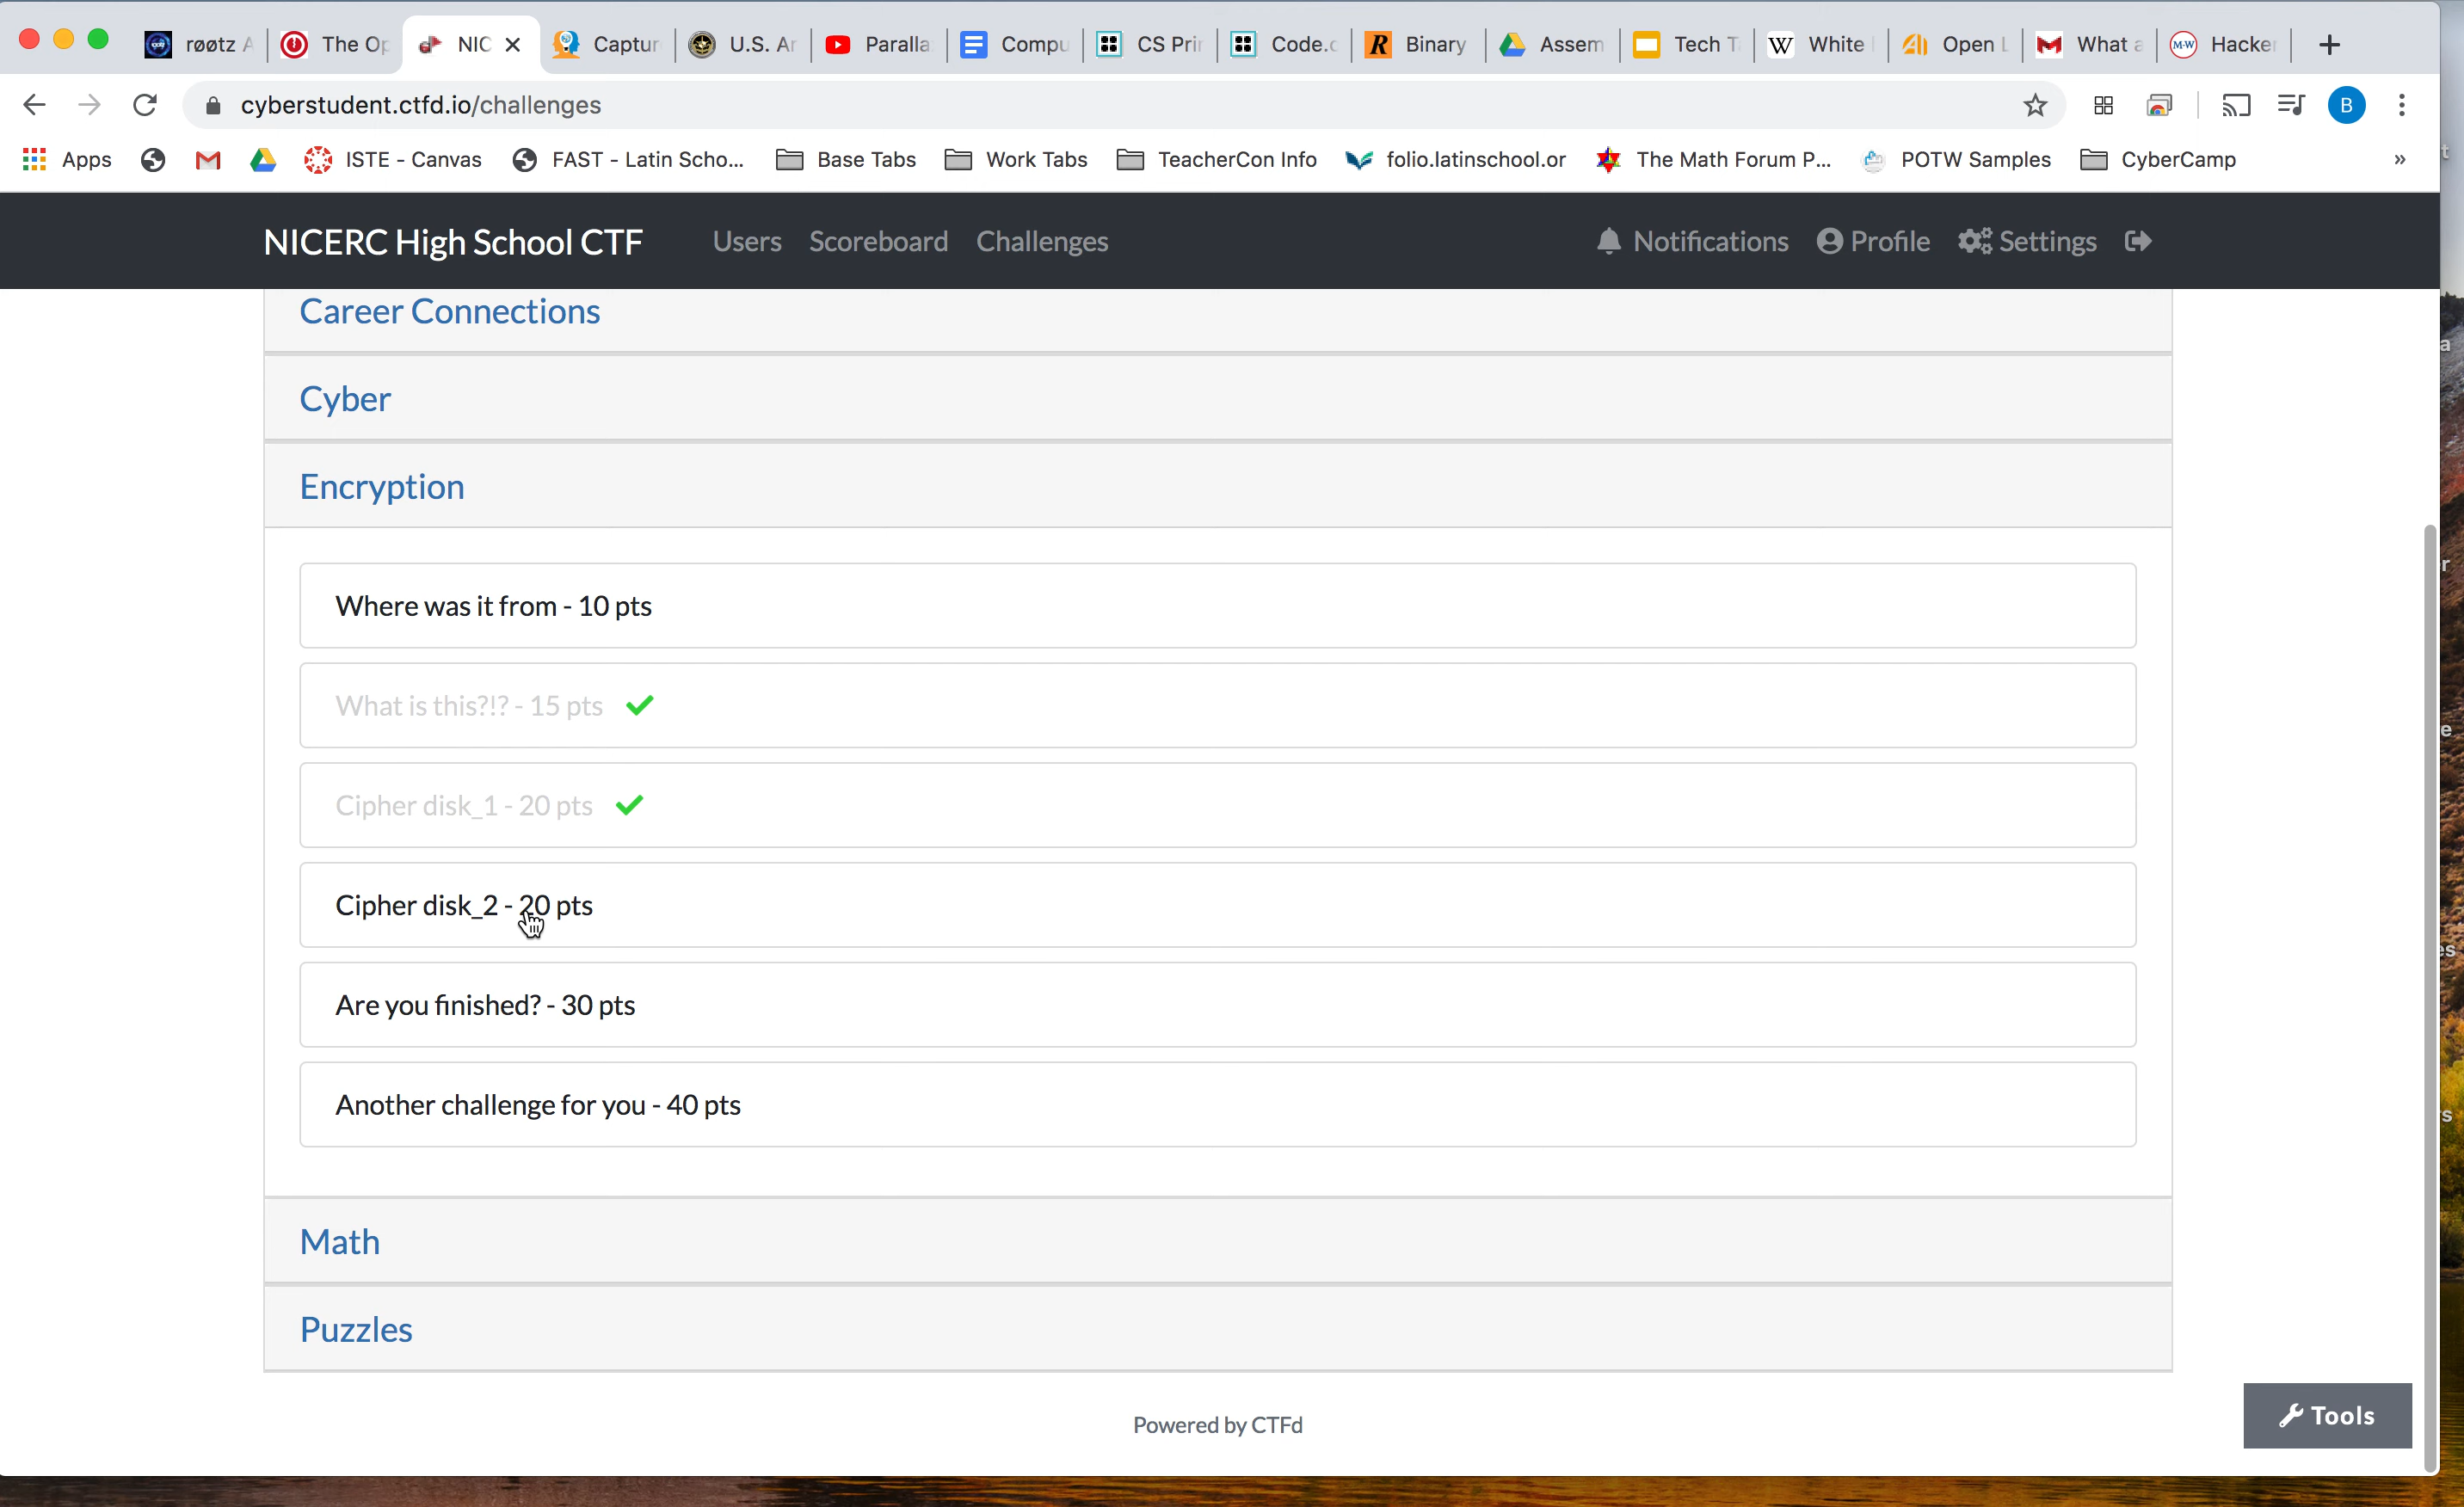 røøtz A
The Op
NIC
Captur
U.S. Ar
Paralla
Compu
CS Prin
Code.c
Binary
Assem
Tech T
White
Open L
What a
Hacker
cyberstudent.ctfd.io/challenges
B
Apps
ISTE - Canvas
FAST - Latin Scho...
Base Tabs
Work Tabs
TeacherCon Info
folio.latinschool.or
The Math Forum P...
POTW Samples
CyberCamp
»
NICERC High School CTF
Users
Scoreboard
Challenges
Notifications
Profile
Settings
Career Connections
Cyber
Encryption
Where was it from - 10 pts
What is this?!? - 15 pts
Cipher disk_1 - 20 pts
Cipher disk_2 - 20 pts
Are you finished? - 30 pts
Another challenge for you - 40 pts
Math
Puzzles
Powered by CTFd
Tools